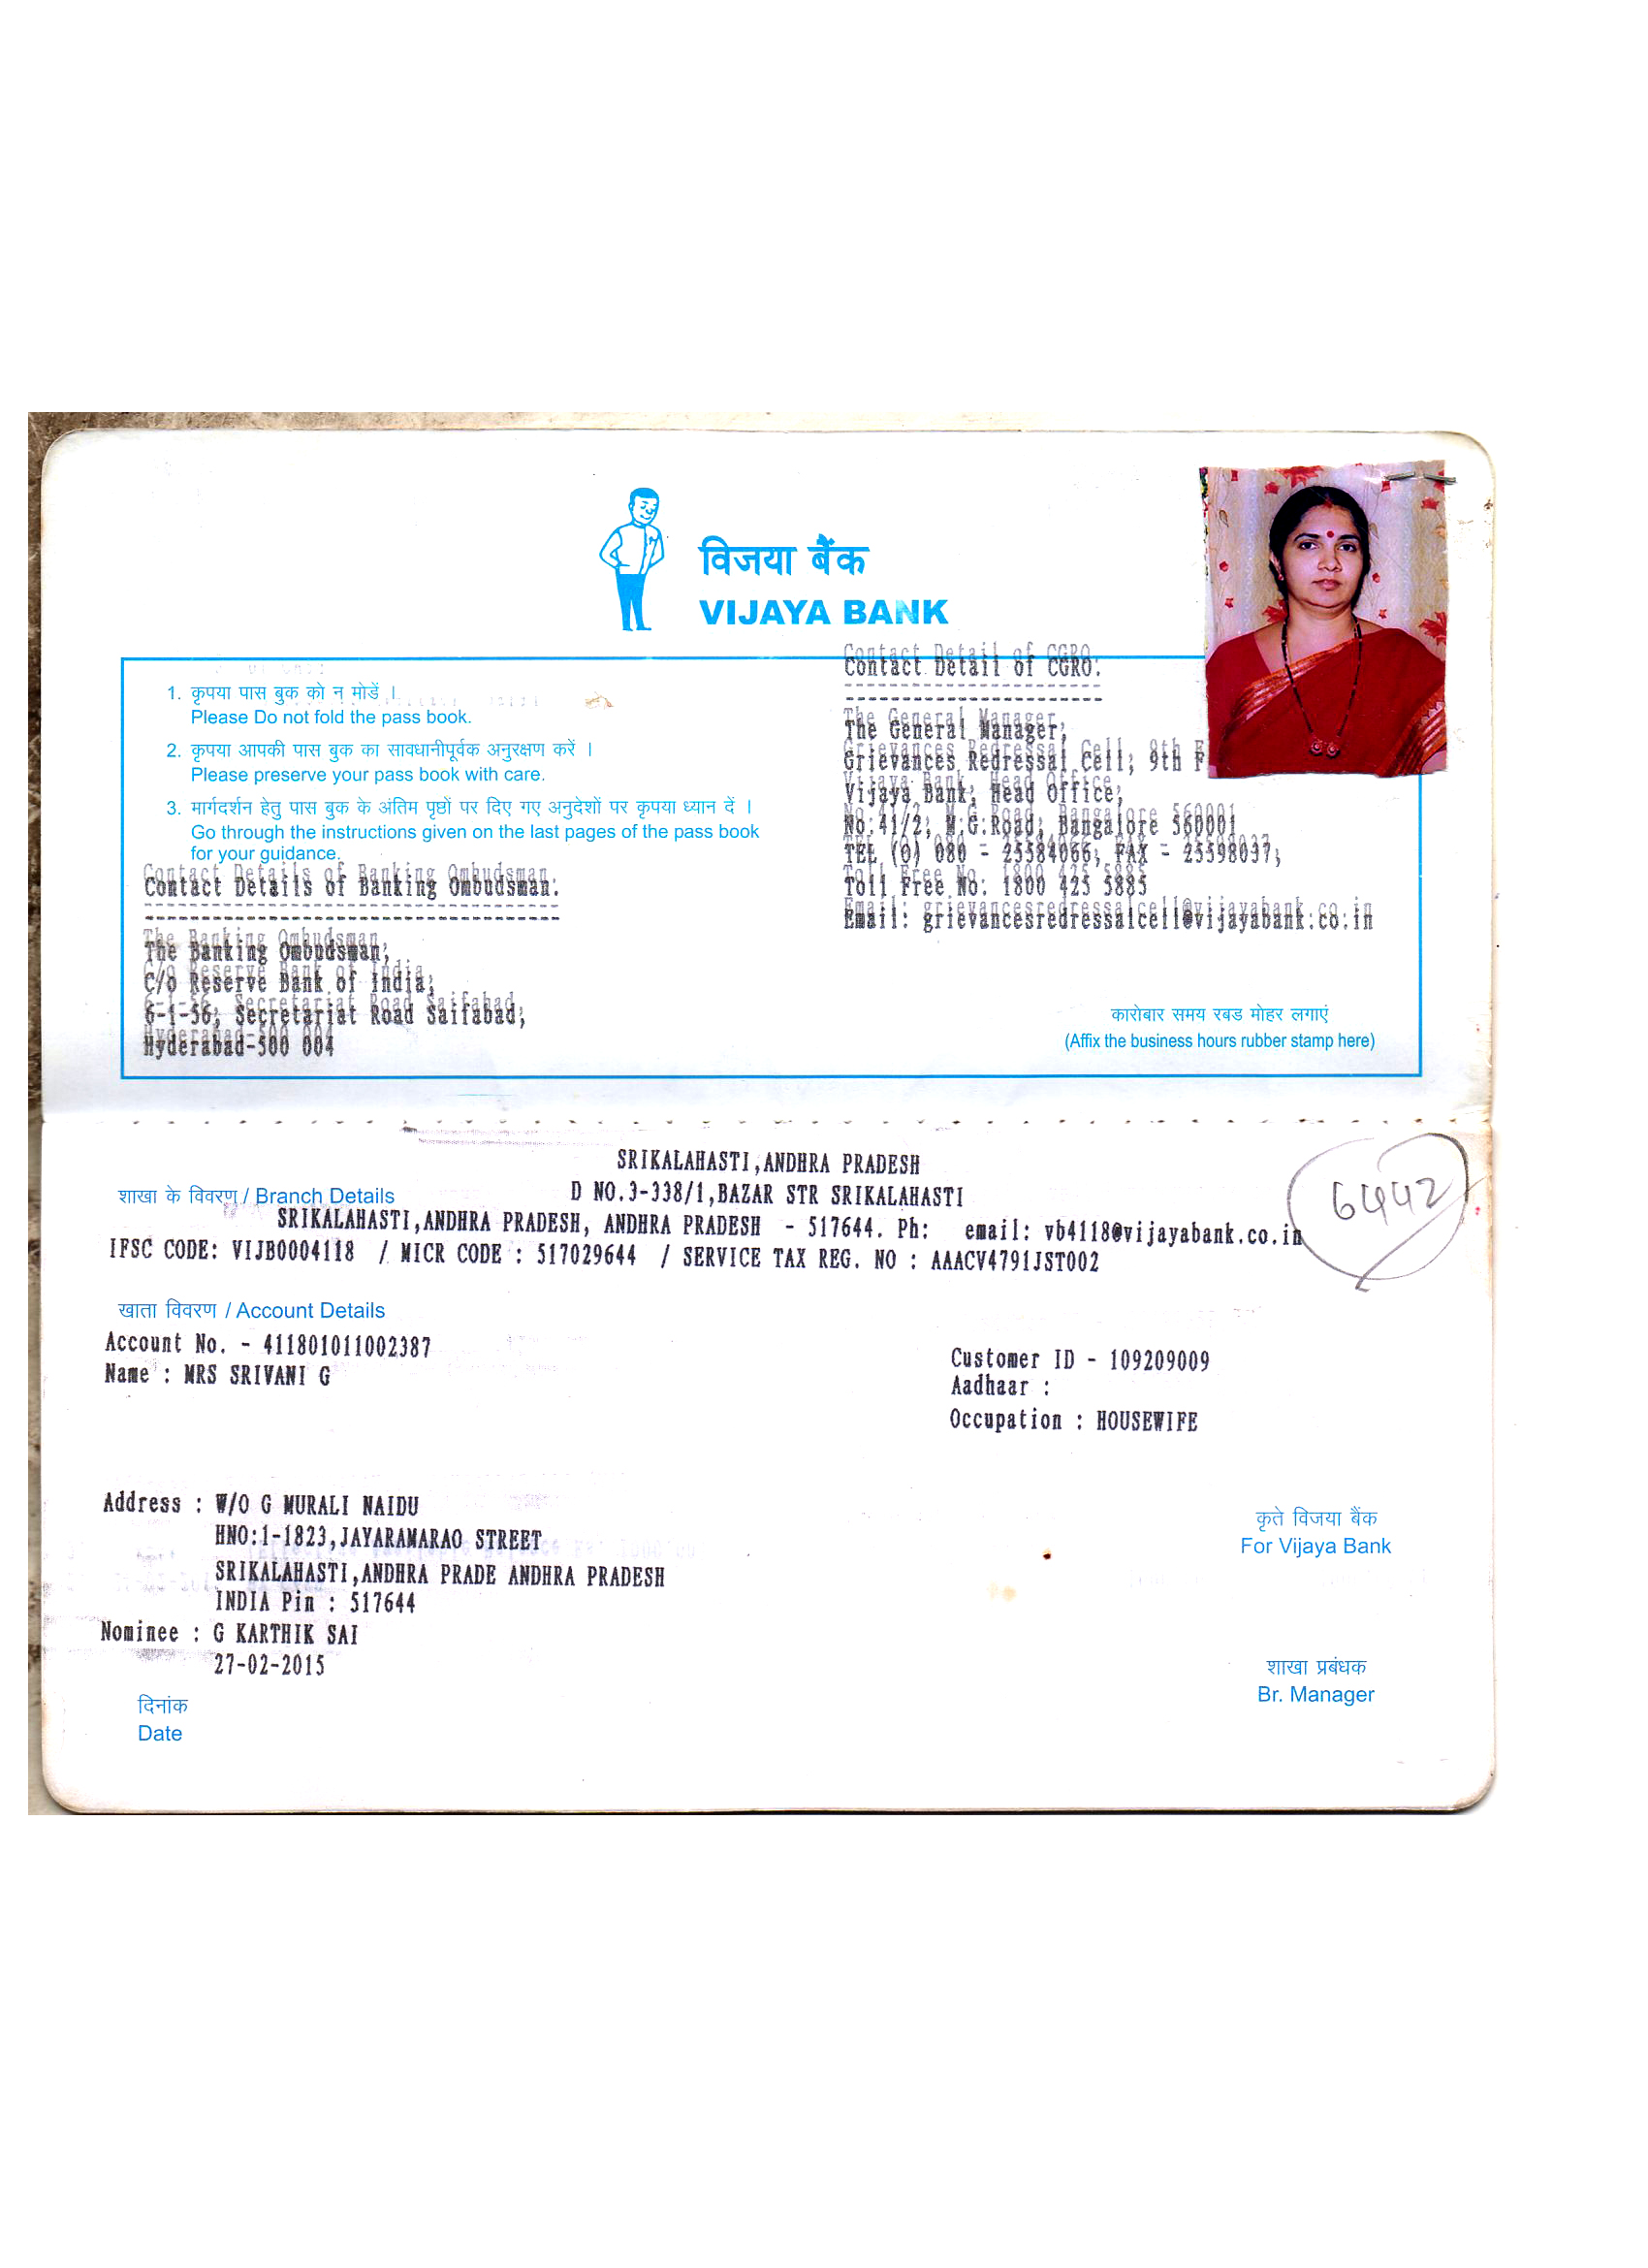 विजया बैंक
VIJAYA BANK
1. कृपया पास बुक को न मोडें ।
Please Do not fold the pass book.
2. कृपया आपकी पास बुक का सावधानीपूर्वक अनुरक्षण करें ।
Please preserve your pass book with care.
3. मार्गदर्शन हेतु पास बुक के अंतिम पृष्ठों पर दिए गए अनुदेशों पर कृपया ध्यान दें ।
Go through the instructions given on the last pages of the pass book
for your guidance.
Contact Details of Banking Ombudsman.
The Banking Ombudsman,
C/o Reserve Bank of India,
6-1-56, Secretariat Road Saifabad,
Hyderabad-500 004
Contact Detail of CGRO.
The General Manager,
Grievances Redressal Cell, 9th F
Vijaya Bank, Head Office,
No.41/2, M.G.Road, Bangalore 560001
TEL (O) 080 - 25584066, FAX - 25598037,
Toll Free No. 1800 425 5885
Email: grievancesredressalcell@vijayabank.co.in
कारोबार समय रबड मोहर लगाएं
(Affix the business hours rubber stamp here)
SRIKALAHASTI,ANDHRA PRADESH
शाखा के विवरण / Branch Details
D NO.3-338/1,BAZAR STR SRIKALAHASTI
6442
SRIKALAHASTI,ANDHRA PRADESH, ANDHRA PRADESH - 517644. Ph: email: vb4118@vijayabank.co.in
IFSC CODE: VIJB0004118 / MICR CODE : 517029644 / SERVICE TAX REG. NO : AAACV4791JST002
खाता विवरण / Account Details
Account No. - 411801011002387
Name : MRS SRIVANI G
Customer ID - 109209009
Aadhaar :
Occupation : HOUSEWIFE
Address : W/O G MURALI NAIDU
HNO:1-1823,JAYARAMARAO STREET
SRIKALAHASTI,ANDHRA PRADE ANDHRA PRADESH
INDIA Pin : 517644
Nominee : G KARTHIK SAI
27-02-2015
दिनांक
Date
कृते विजया बैंक
For Vijaya Bank
शाखा प्रबंधक
Br. Manager